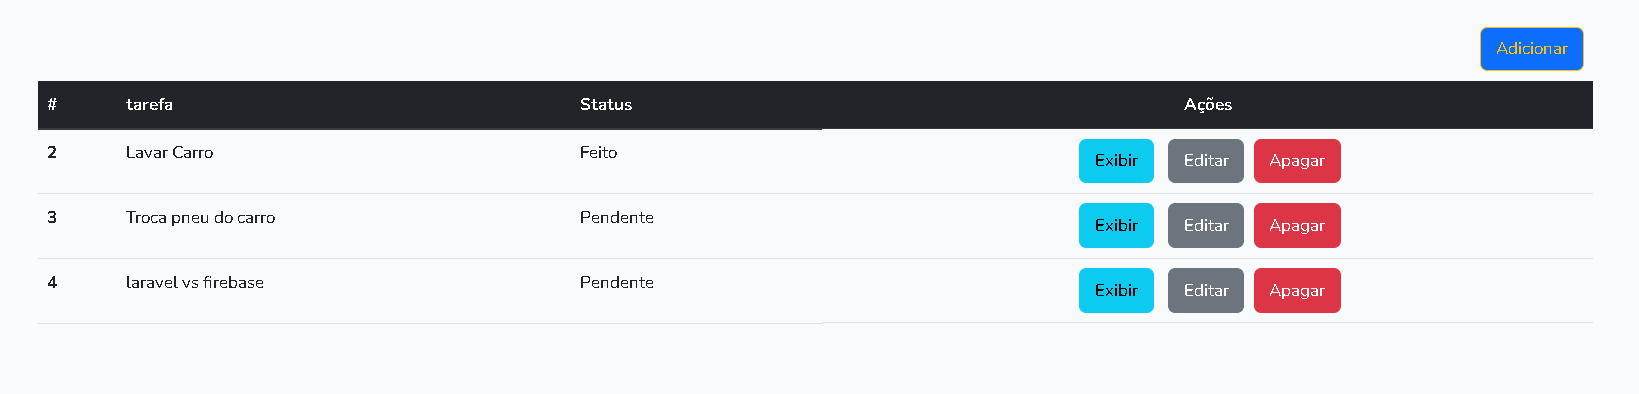 Adicionar
# tarefa Status Ações
2 Lavar Carro Feito Exibir Editar Apagar
3 Troca pneu do carro Pendente Exibir Editar Apagar
4 laravel vs firebase Pendente Exibir Editar Apagar